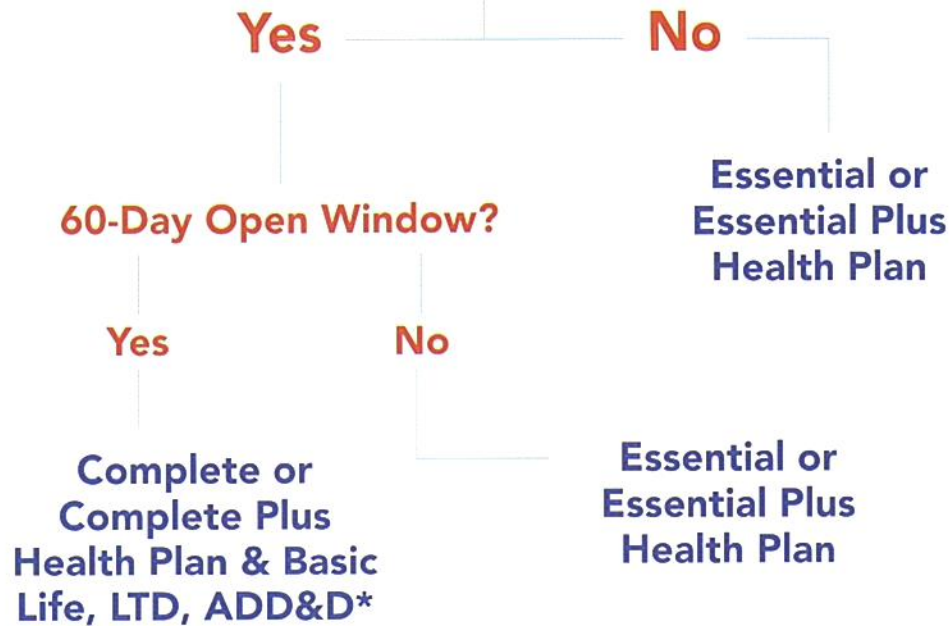 Yes
No
Essential or
Essential Plus
Health Plan
60-Day Open Window?
Yes
No
Complete or
Complete Plus
Health Plan & Basic
Life, LTD, ADD&D*
Essential or
Essential Plus
Health Plan